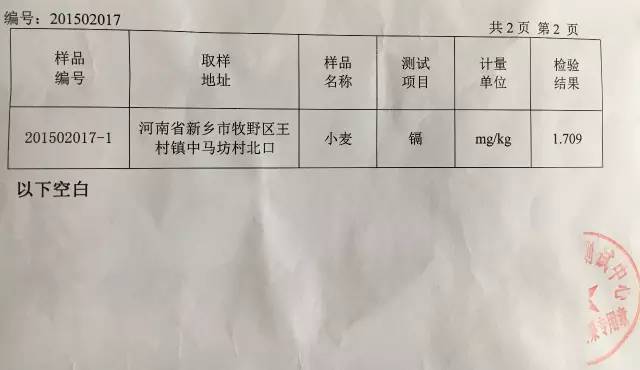 编号：201502017
共 2 页 第 2 页
样品编号 取样地址 样品名称 测试项目 计量单位 检验结果
201502017-1 河南省新乡市牧野区王村镇中马坊村北口 小麦 镉 mg/kg 1.709
以下空白
测试中心
专用章